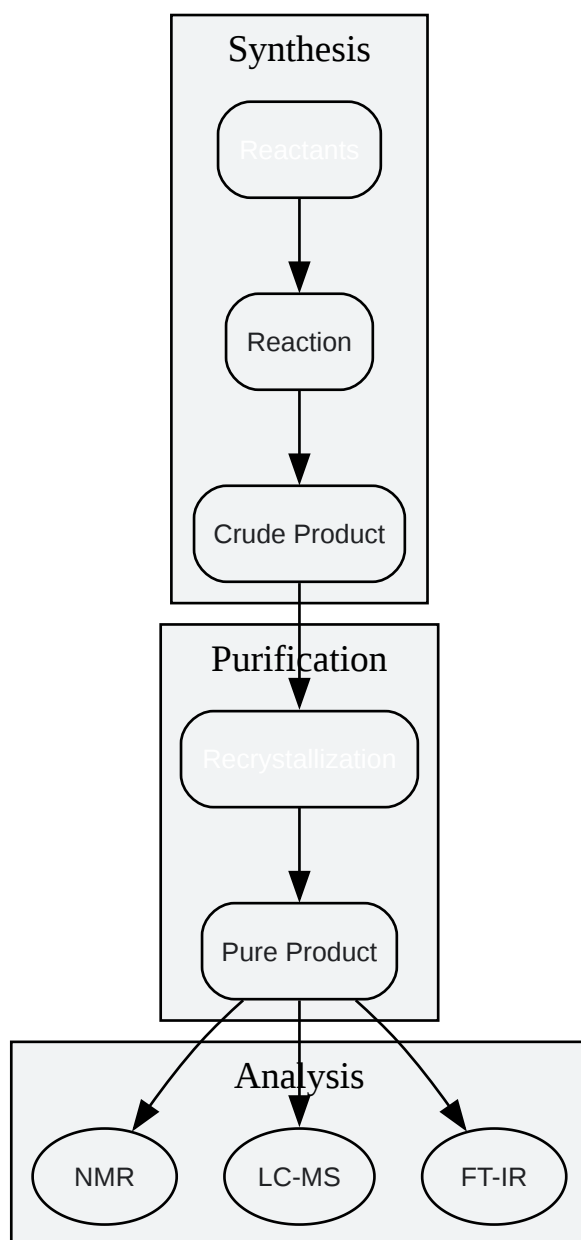 Synthesis
Reactants
Reaction
Crude Product
Purification
Recrystallization
Pure Product
Analysis
NMR
LC-MS
FT-IR